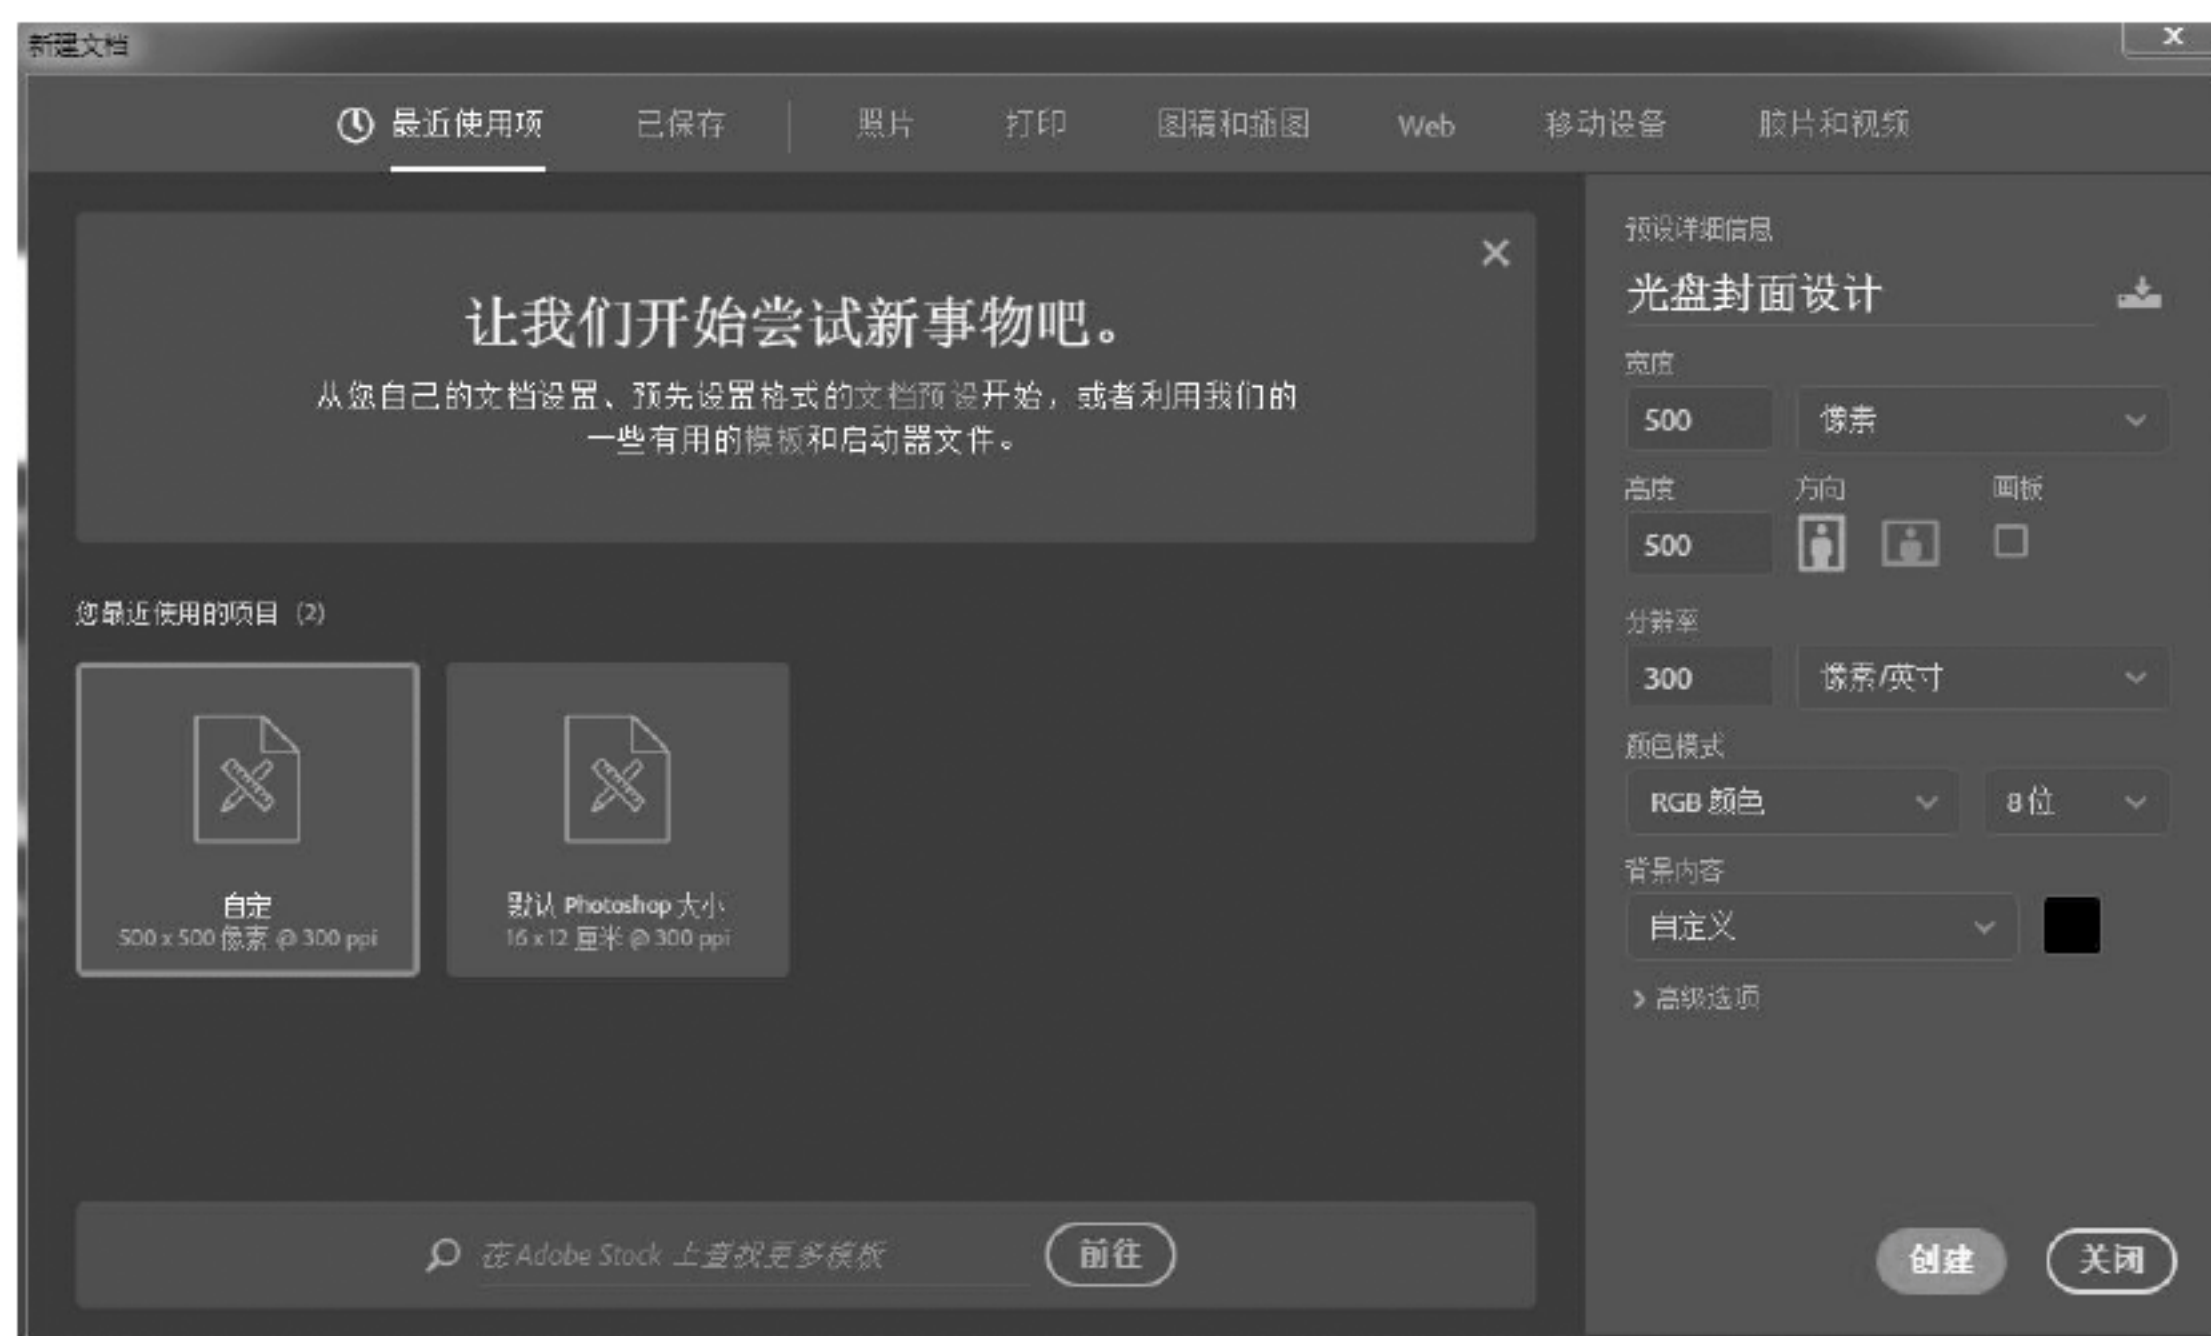 新建文档
最近使用项 已保存 照片 打印 图稿和插图 Web 移动设备 胶片和视频
让我们开始尝试新事物吧。
从您自己的文档设置、预先设置格式的文档预设开始，或者利用我们的
一些有用的模板和启动器文件。
您最近使用的项目 (2)
自定
500 x 500 像素 @ 300 ppi
默认 Photoshop 大小
16 x 12 厘米 @ 300 ppi
在 Adobe Stock 上查找更多模板 前往
预设详细信息
光盘封面设计
宽度
500 像素
高度 方向 画板
500
分辨率
300 像素/英寸
颜色模式
RGB 颜色 8 位
背景内容
自定义
高级选项
创建 关闭